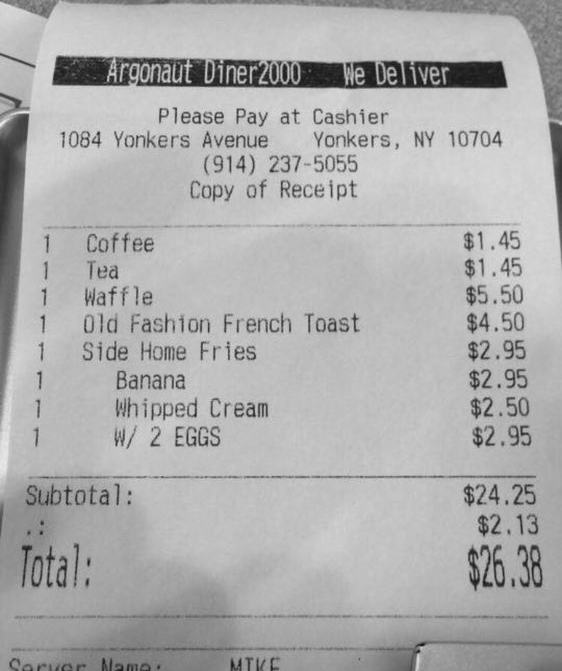 Argonaut Diner2000 We Deliver
Please Pay at Cashier
1084 Yonkers Avenue Yonkers, NY 10704
(914) 237-5055
Copy of Receipt
1 Coffee $1.45
1 Tea $1.45
1 Waffle $5.50
1 Old Fashion French Toast $4.50
1 Side Home Fries $2.95
1 Banana $2.95
1 Whipped Cream $2.50
1 W/ 2 EGGS $2.95
Subtotal: $24.25
.: $2.13
Total: $26.38
Server Name: MIKE